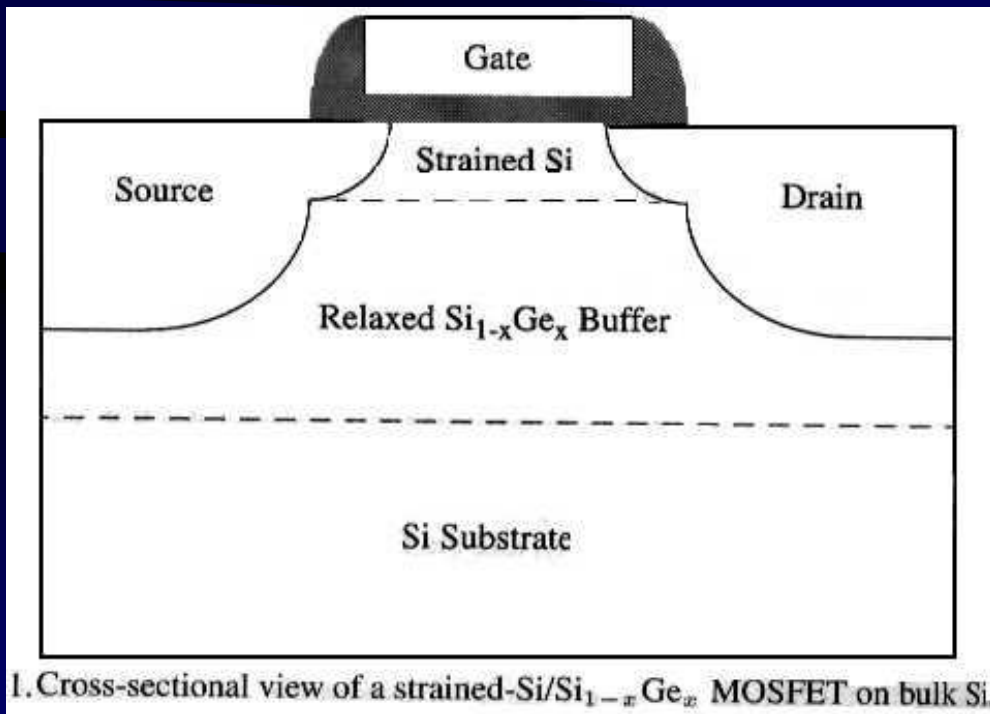 Gate
Strained Si
Source
Drain
Relaxed Si₁₋ₓGeₓ Buffer
Si Substrate
1. Cross-sectional view of a strained-Si/Si₁₋ₓGeₓ MOSFET on bulk Si.